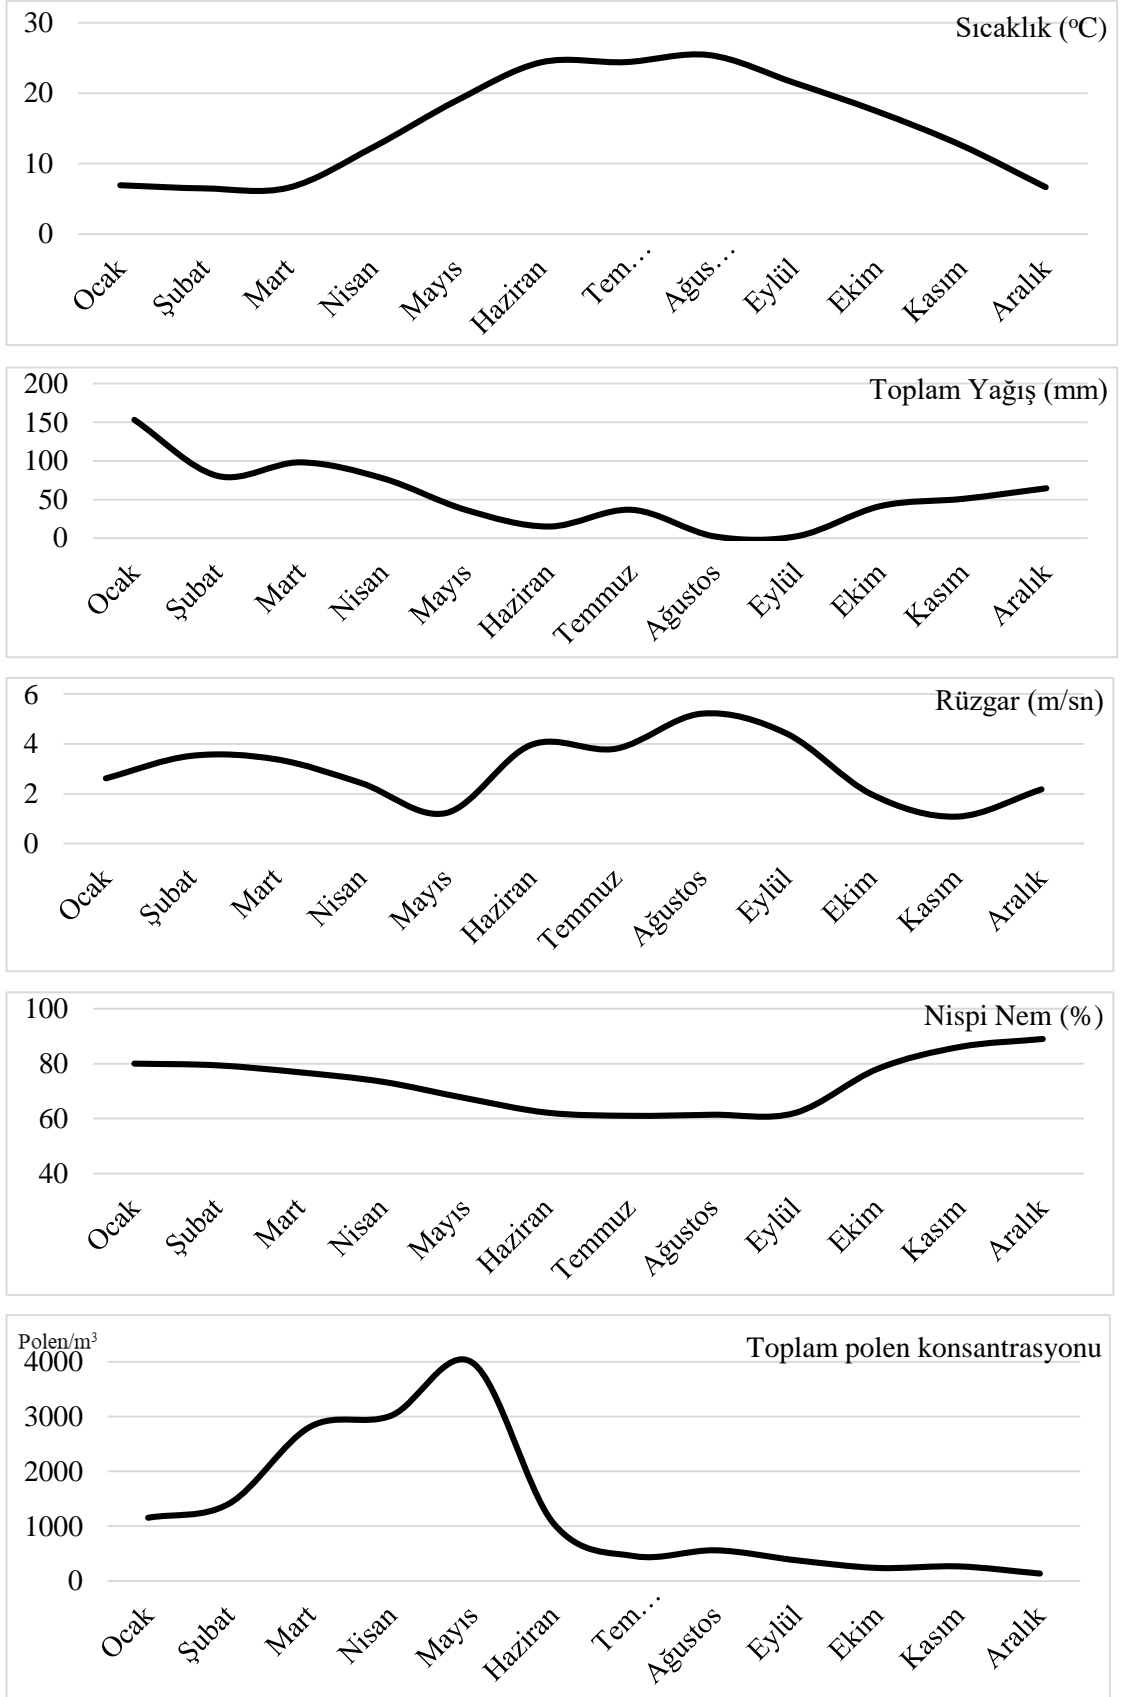 Sıcaklık (ºC)
30
20
10
0
Ocak
Şubat
Mart
Nisan
Mayıs
Haziran
Tem…
Ağus…
Eylül
Ekim
Kasım
Aralık
Toplam Yağış (mm)
200
150
100
50
0
Ocak
Şubat
Mart
Nisan
Mayıs
Haziran
Temmuz
Ağustos
Eylül
Ekim
Kasım
Aralık
Rüzgar (m/sn)
6
4
2
0
Ocak
Şubat
Mart
Nisan
Mayıs
Haziran
Temmuz
Ağustos
Eylül
Ekim
Kasım
Aralık
Nispi Nem (%)
100
80
60
40
Ocak
Şubat
Mart
Nisan
Mayıs
Haziran
Temmuz
Ağustos
Eylül
Ekim
Kasım
Aralık
Polen/m³
Toplam polen konsantrasyonu
4000
3000
2000
1000
0
Ocak
Şubat
Mart
Nisan
Mayıs
Haziran
Tem…
Ağustos
Eylül
Ekim
Kasım
Aralık